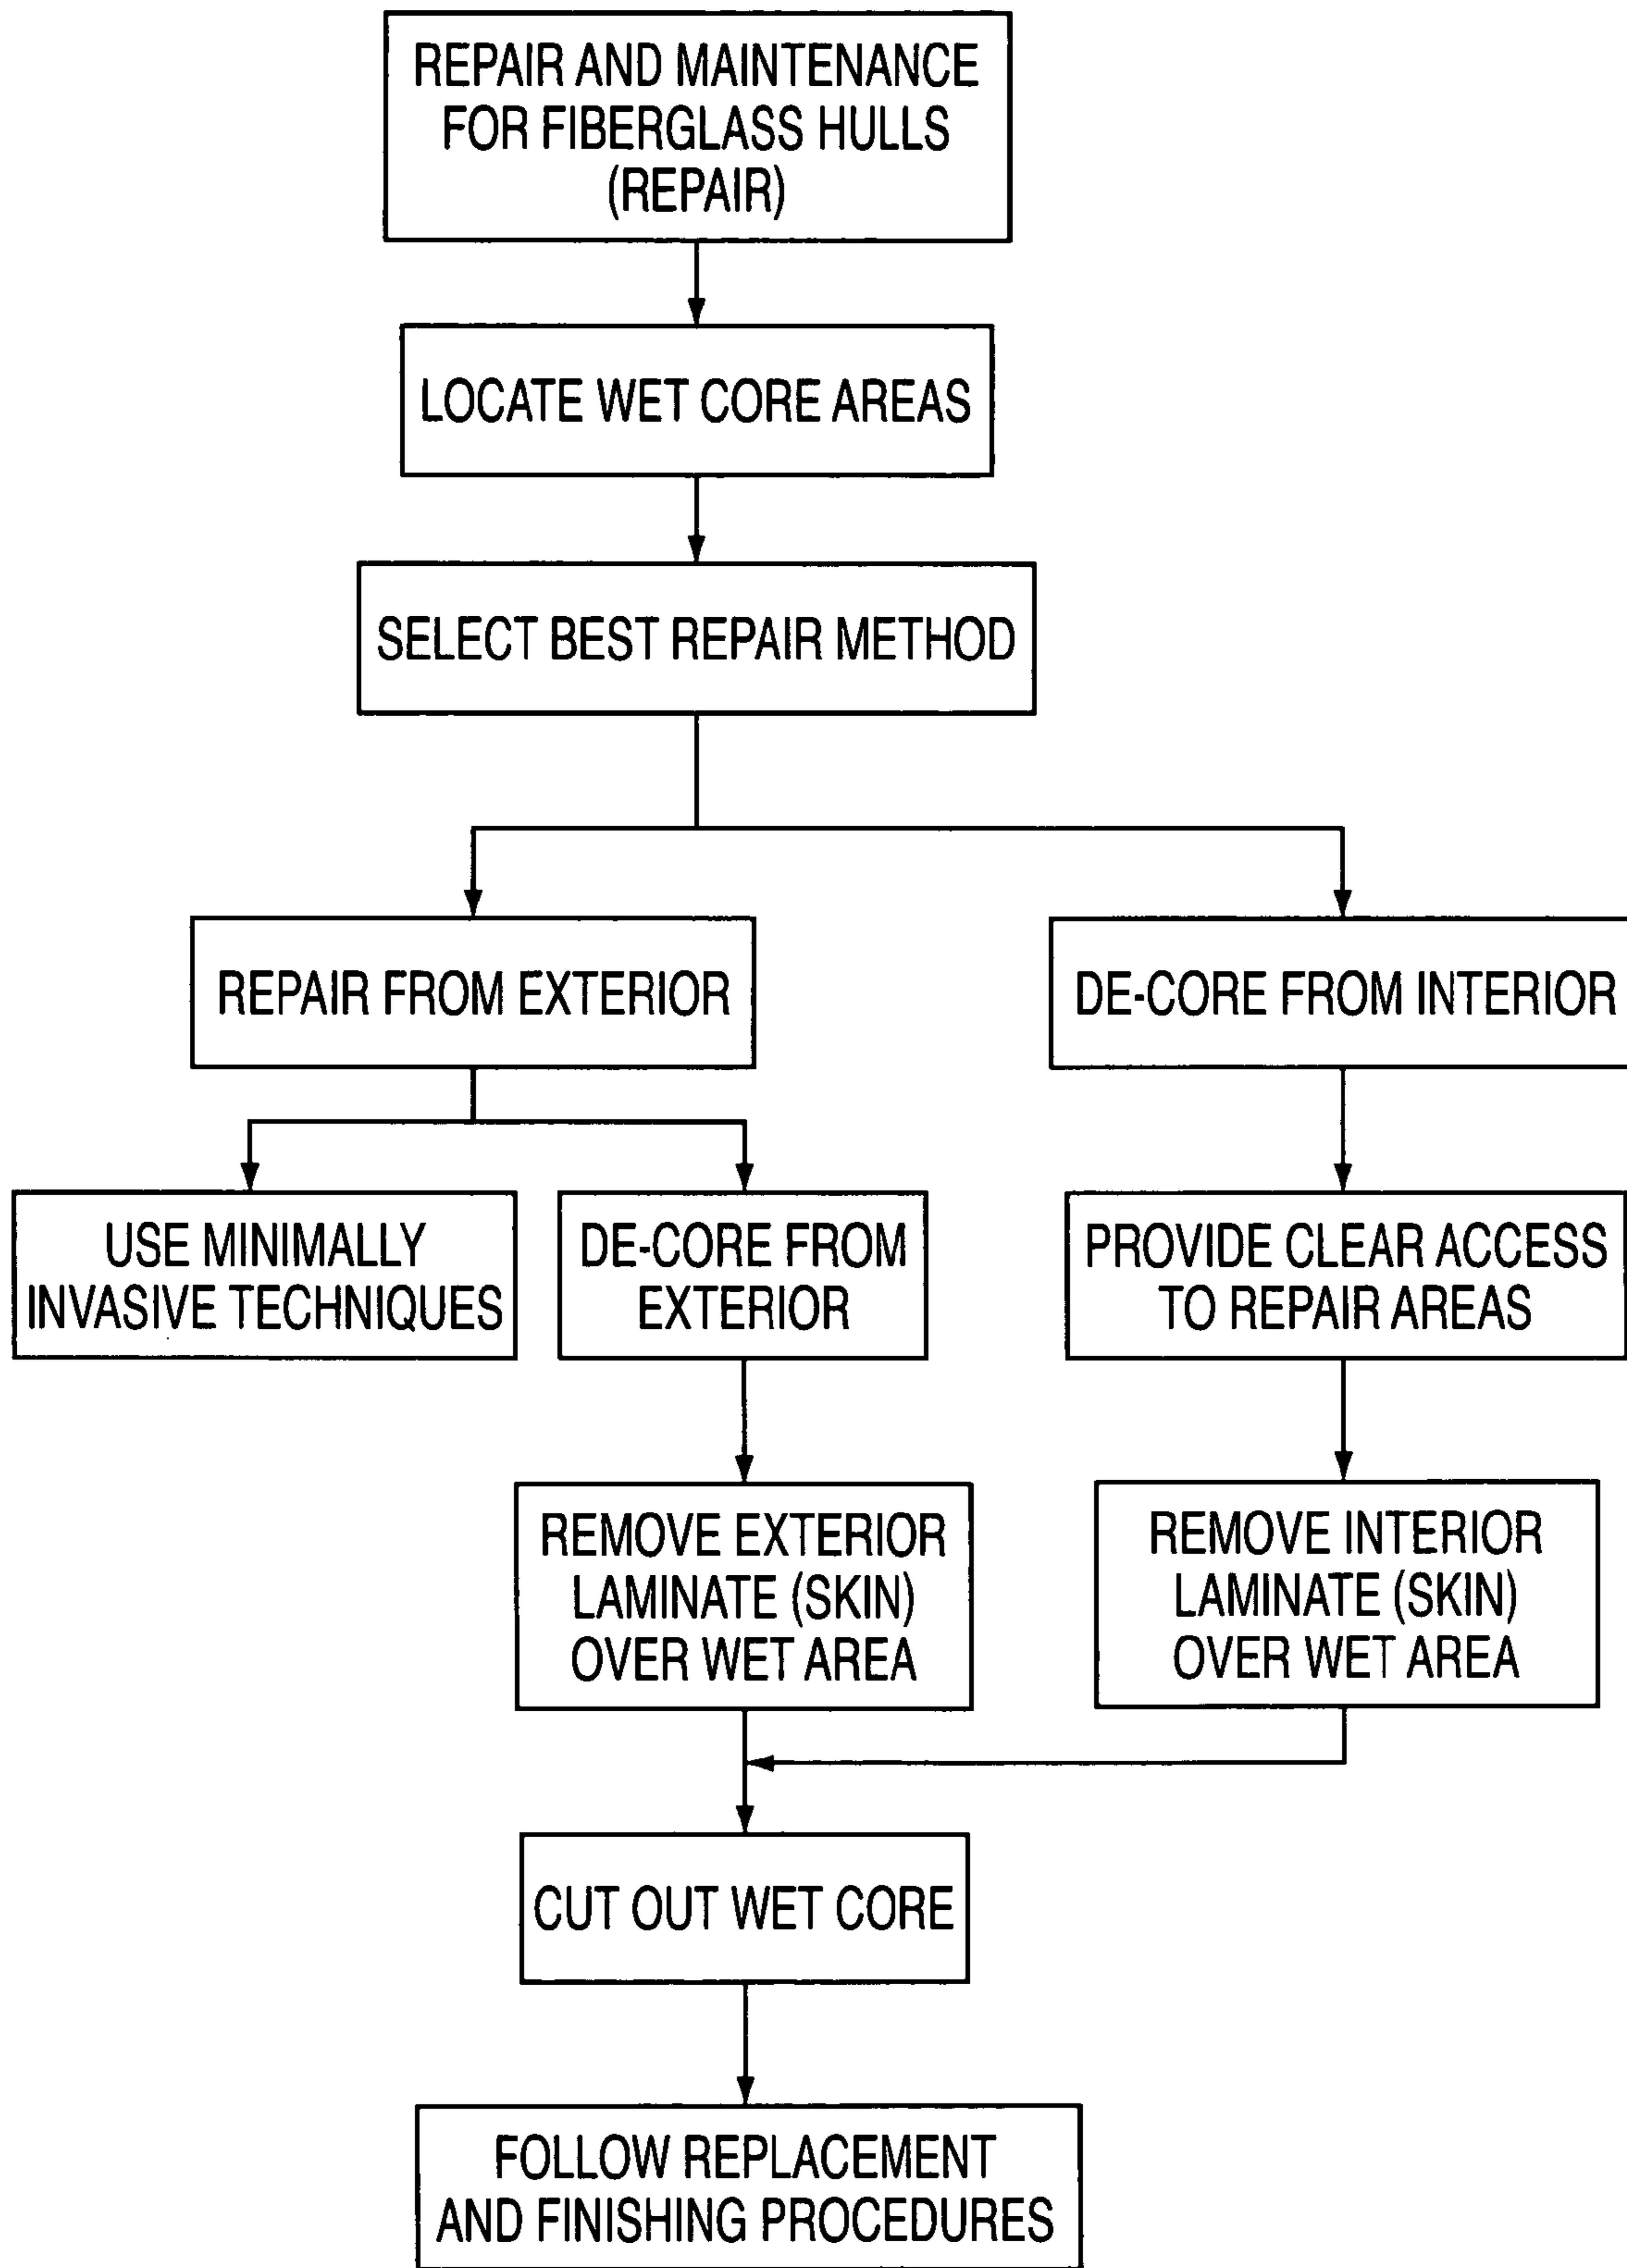 REPAIR AND MAINTENANCE
FOR FIBERGLASS HULLS
(REPAIR)
LOCATE WET CORE AREAS
SELECT BEST REPAIR METHOD
REPAIR FROM EXTERIOR
DE-CORE FROM INTERIOR
USE MINIMALLY
INVASIVE TECHNIQUES
DE-CORE FROM
EXTERIOR
PROVIDE CLEAR ACCESS
TO REPAIR AREAS
REMOVE EXTERIOR
LAMINATE (SKIN)
OVER WET AREA
REMOVE INTERIOR
LAMINATE (SKIN)
OVER WET AREA
CUT OUT WET CORE
FOLLOW REPLACEMENT
AND FINISHING PROCEDURES